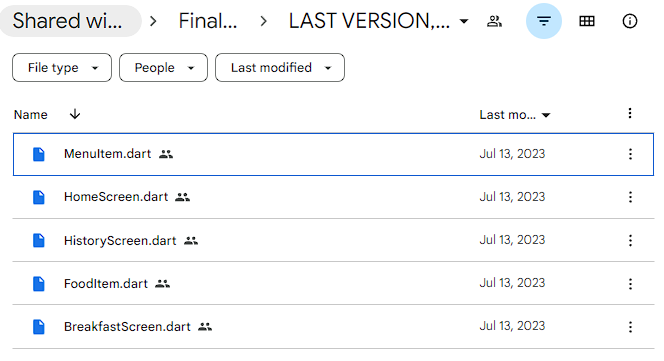 Shared wi... > Final... > LAST VERSION,...
File type People Last modified
Name Last mo...
MenuItem.dart Jul 13, 2023
HomeScreen.dart Jul 13, 2023
HistoryScreen.dart Jul 13, 2023
FoodItem.dart Jul 13, 2023
BreakfastScreen.dart Jul 13, 2023